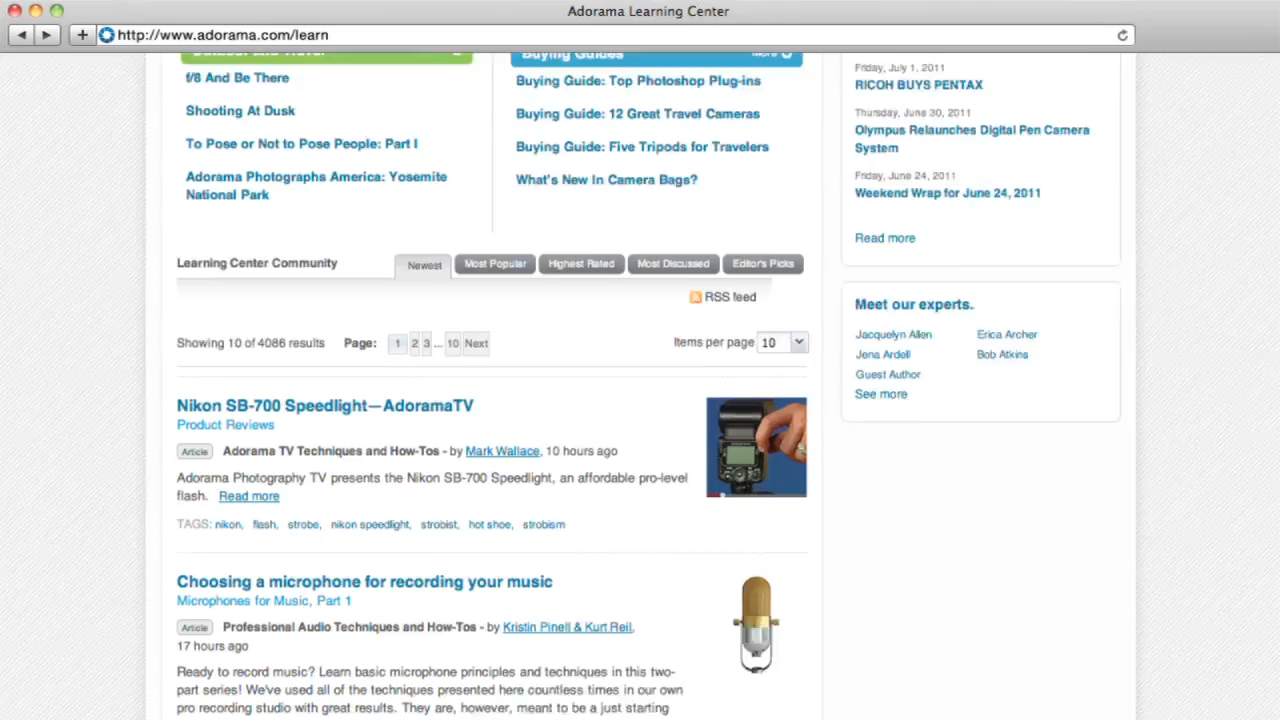 Adorama Learning Center
http://www.adorama.com/learn
Buying Guides
f/8 And Be There
Shooting At Dusk
To Pose or Not to Pose People: Part I
Adorama Photographs America: Yosemite
National Park
Buying Guide: Top Photoshop Plug-ins
Buying Guide: 12 Great Travel Cameras
Buying Guide: Five Tripods for Travelers
What's New In Camera Bags?
Friday, July 1, 2011
RICOH BUYS PENTAX
Thursday, June 30, 2011
Olympus Relaunches Digital Pen Camera
System
Friday, June 24, 2011
Weekend Wrap for June 24, 2011
Read more
Learning Center Community
Newest
Most Popular
Highest Rated
Most Discussed
Editor's Picks
RSS feed
Showing 10 of 4086 results Page: 1 2 3 ... 10 Next
Items per page 10
Meet our experts.
Jacquelyn Allen Erica Archer
Jena Ardell Bob Atkins
Guest Author
See more
Nikon SB-700 Speedlight—AdoramaTV
Product Reviews
Article Adorama TV Techniques and How-Tos - by Mark Wallace, 10 hours ago
Adorama Photography TV presents the Nikon SB-700 Speedlight, an affordable pro-level
flash. Read more
TAGS: nikon, flash, strobe, nikon speedlight, strobist, hot shoe, strobism
Choosing a microphone for recording your music
Microphones for Music, Part 1
Article Professional Audio Techniques and How-Tos - by Kristin Pinell & Kurt Reil,
17 hours ago
Ready to record music? Learn basic microphone principles and techniques in this two-
part series! We've used all of the techniques presented here countless times in our own
pro recording studio with great results. They are, however, meant to be a just starting